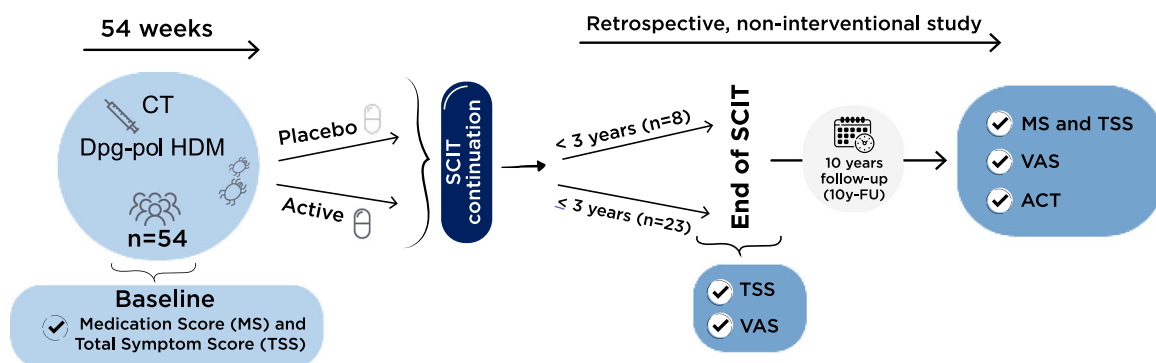 54 weeks
Retrospective, non-interventional study
CT
Dpg-pol HDM
n=54
Placebo
Active
SCIT
continuation
< 3 years (n=8)
≤ 3 years (n=23)
End of SCIT
10 years
follow-up
(10y-FU)
MS and TSS
VAS
ACT
Baseline
Medication Score (MS) and
Total Symptom Score (TSS)
TSS
VAS